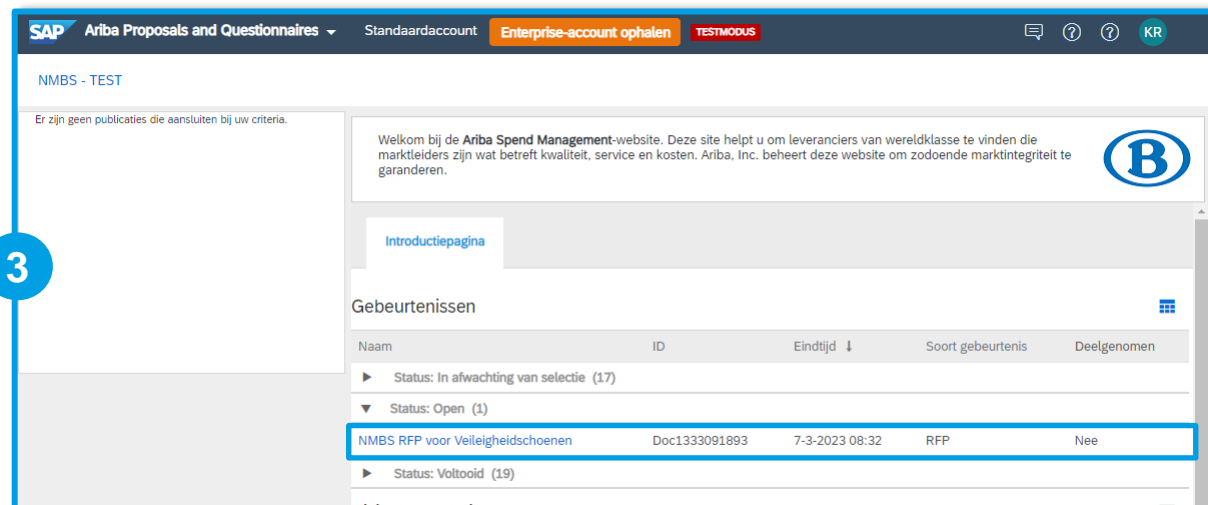 SAP Ariba Proposals and Questionnaires Standaardaccount Enterprise-account ophalen TESTMODUS KR
NMBS - TEST
Er zijn geen publicaties die aansluiten bij uw criteria.
Welkom bij de Ariba Spend Management-website. Deze site helpt u om leveranciers van wereldklasse te vinden die
marktleiders zijn wat betreft kwaliteit, service en kosten. Ariba, Inc. beheert deze website om zodoende marktintegriteit te
garanderen.
B
Introductiepagina
3
Gebeurtenissen
Naam ID Eindtijd ↓ Soort gebeurtenis Deelgenomen
► Status: In afwachting van selectie (17)
▼ Status: Open (1)
NMBS RFP voor Veileigheidschoenen Doc1333091893 7-3-2023 08:32 RFP Nee
► Status: Voltooid (19)